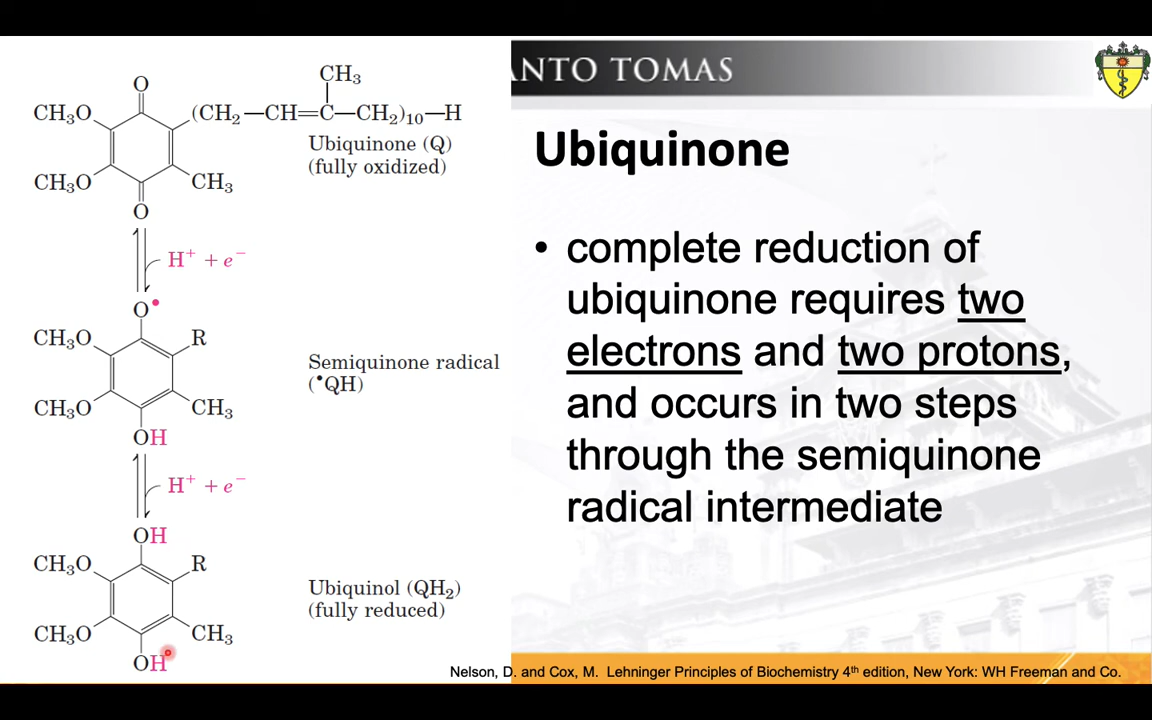 ANTO TOMAS
Ubiquinone
• complete reduction of
ubiquinone requires two
electrons and two protons,
and occurs in two steps
through the semiquinone
radical intermediate
CH₃
O
CH₃O
(CH₂—CH=C—CH₂)₁₀—H
Ubiquinone (Q)
(fully oxidized)
CH₃O
CH₃
O
H⁺ + e⁻
O•
CH₃O
R
Semiquinone radical
(•QH)
CH₃O
CH₃
OH
H⁺ + e⁻
OH
CH₃O
R
Ubiquinol (QH₂)
(fully reduced)
CH₃O
CH₃
OH
Nelson, D. and Cox, M. Lehninger Principles of Biochemistry 4th edition, New York: WH Freeman and Co.